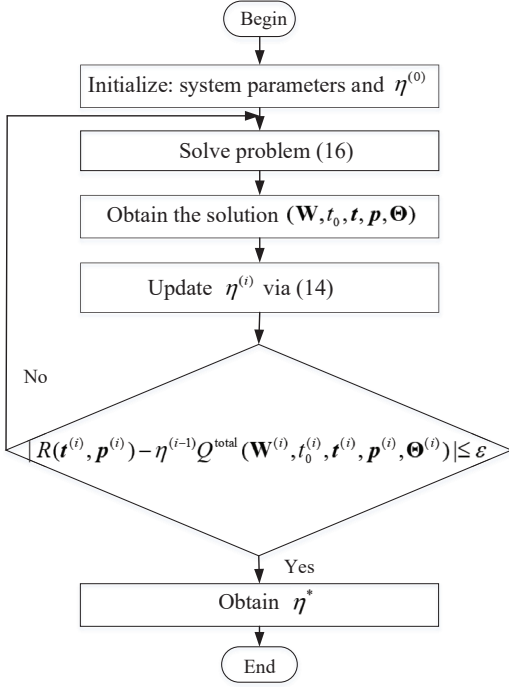 Begin
Initialize: system parameters and η^(0)
Solve problem (16)
Obtain the solution (W, t_0, t, p, Θ)
Update η^(i) via (14)
No
| R(t^(i), p^(i)) − η^(i−1) Q^total (W^(i), t_0^(i), t^(i), p^(i), Θ^(i)) | ≤ ε
Yes
Obtain η^*
End